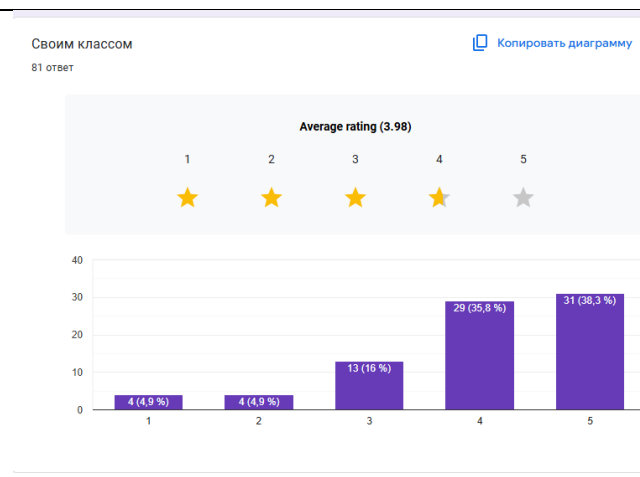 Своим классом
Копировать диаграмму
81 ответ
Average rating (3.98)
1 2 3 4 5
40
30
20
10
0
4 (4,9 %) 4 (4,9 %) 13 (16 %) 29 (35,8 %) 31 (38,3 %)
1 2 3 4 5